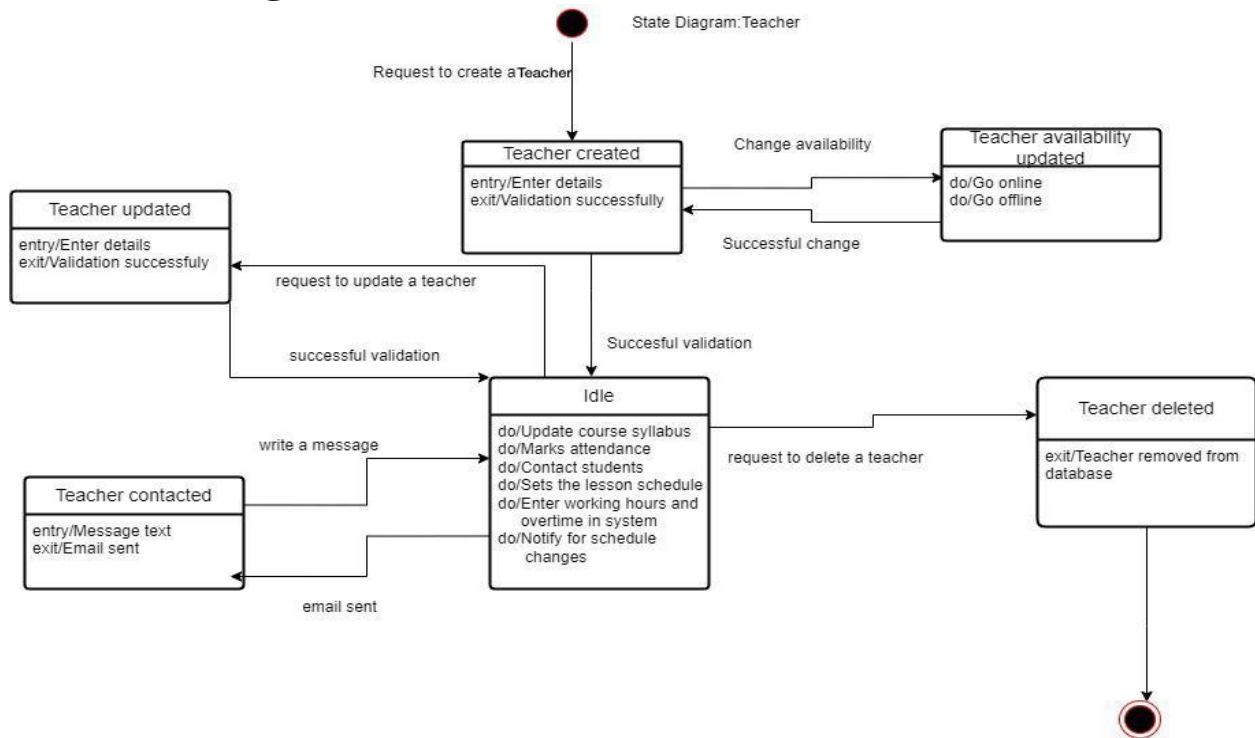 State Diagram:Teacher
Request to create a Teacher
Teacher created
entry/Enter details
exit/Validation successfully
Change availability
Successful change
Teacher availability
updated
do/Go online
do/Go offline
Teacher updated
entry/Enter details
exit/Validation successfuly
request to update a teacher
successful validation
Succesful validation
Idle
do/Update course syllabus
do/Marks attendance
do/Contact students
do/Sets the lesson schedule
do/Enter working hours and
overtime in system
do/Notify for schedule
changes
write a message
Teacher contacted
entry/Message text
exit/Email sent
email sent
request to delete a teacher
Teacher deleted
exit/Teacher removed from
database